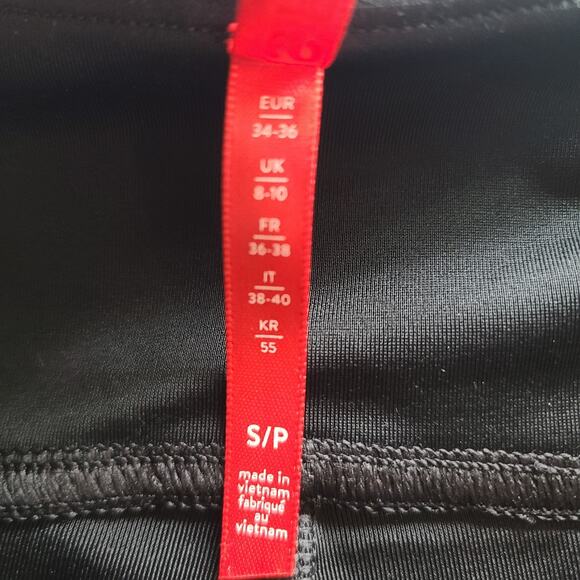 EUR
34-36
UK
8-10
FR
36-38
IT
38-40
KR
55
S/P
made in
vietnam
fabriqué
au
vietnam